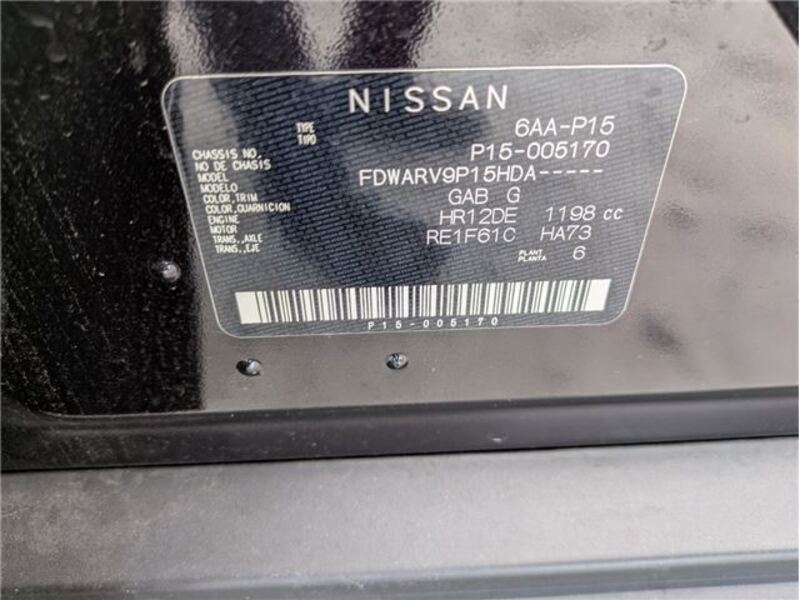 NISSAN
TYPE 6AA-P15
TIPO
CHASSIS NO. P15-005170
NO DE CHASSIS
MODEL FDWARV9P15HDA-----
MODELO
COLOR,TRIM GAB G
COLOR,GUARNICION
ENGINE HR12DE 1198 cc
MOTOR
TRANS.,AXLE RE1F61C HA73
TRANS.,EJE
PLANT 6
PLANTA
P15-005170